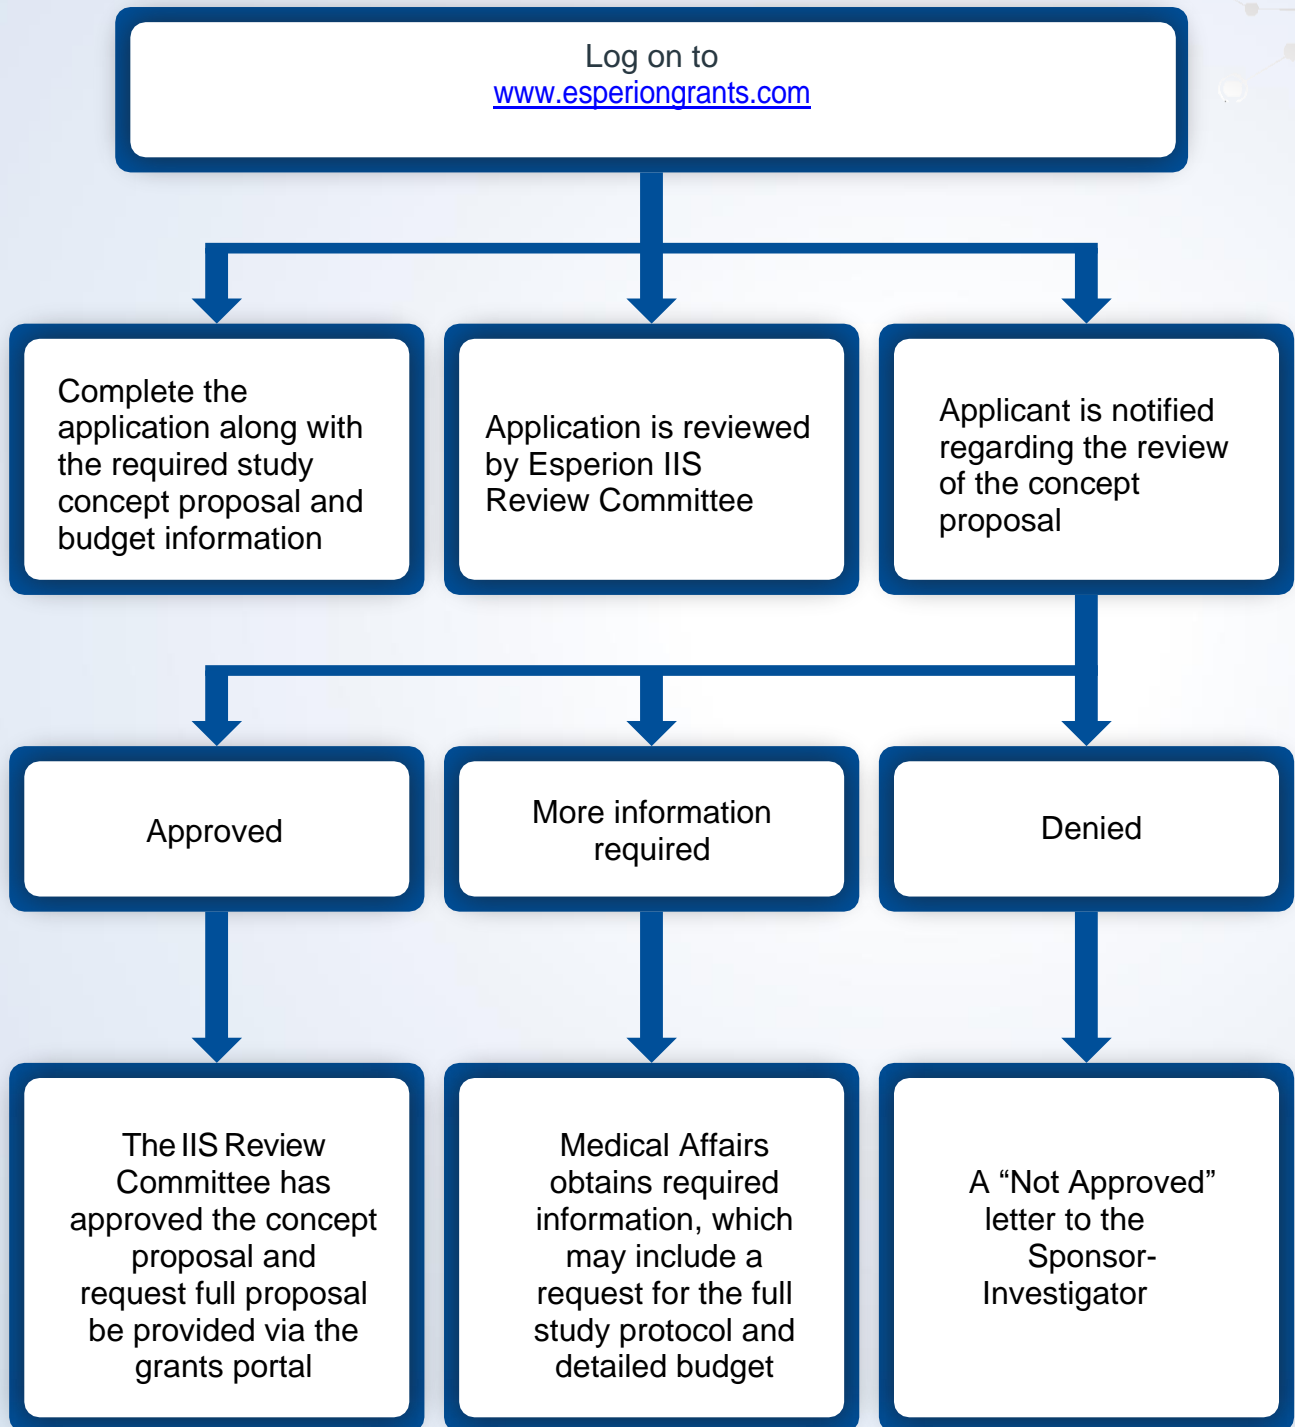 Log on to
www.esperiongrants.com
Complete the
application along with
the required study
concept proposal and
budget information
Application is reviewed
by Esperion IIS
Review Committee
Applicant is notified
regarding the review
of the concept
proposal
Approved
More information
required
Denied
The IIS Review
Committee has
approved the concept
proposal and
request full proposal
be provided via the
grants portal
Medical Affairs
obtains required
information, which
may include a
request for the full
study protocol and
detailed budget
A “Not Approved”
letter to the
Sponsor-
Investigator